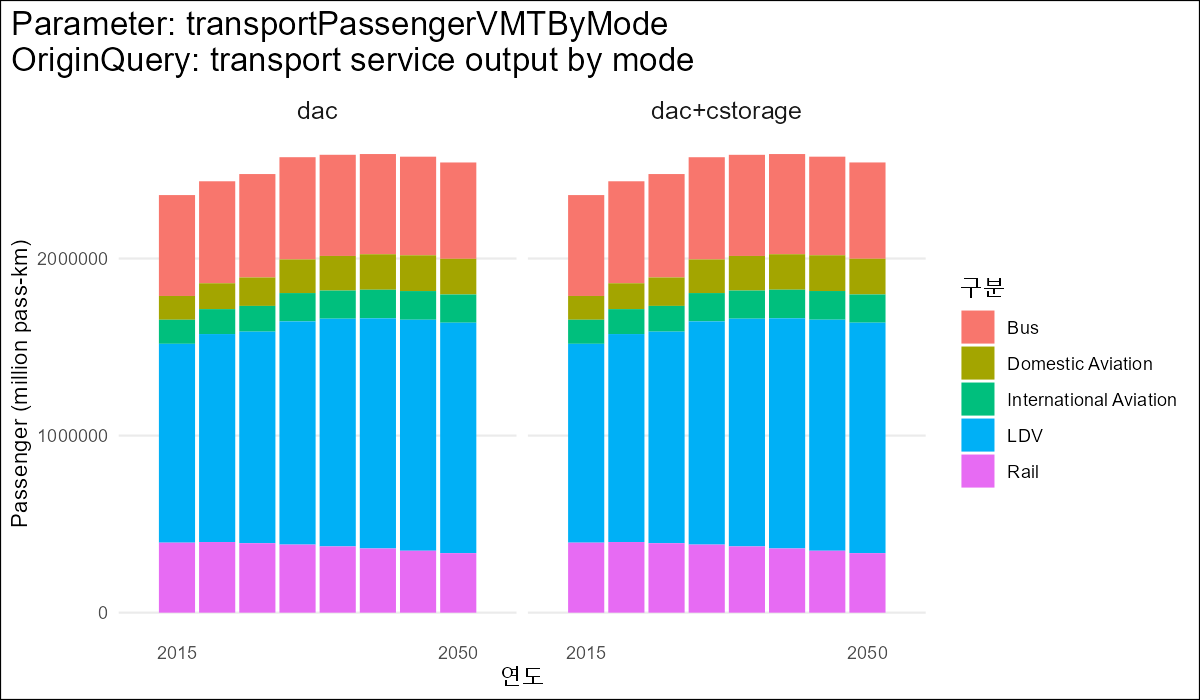 Parameter: transportPassengerVMTByMode
OriginQuery: transport service output by mode
dac
dac+cstorage
Passenger (million pass-km)
2000000
1000000
0
2015
2050
2015
2050
연도
구분
Bus
Domestic Aviation
International Aviation
LDV
Rail